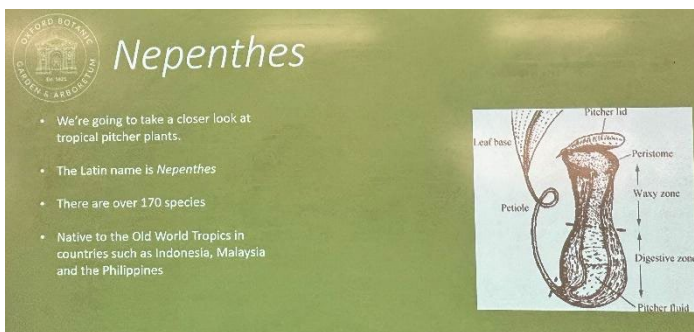 OXFORD BOTANIC
GARDEN & ARBORETUM
Nepenthes
• We're going to take a closer look at
tropical pitcher plants.
• The Latin name is Nepenthes
• There are over 170 species
• Native to the Old World Tropics in
countries such as Indonesia, Malaysia
and the Philippines
Pitcher lid
Leaf base
Peristome
Waxy zone
Petiole
Digestive zone
Pitcher fluid